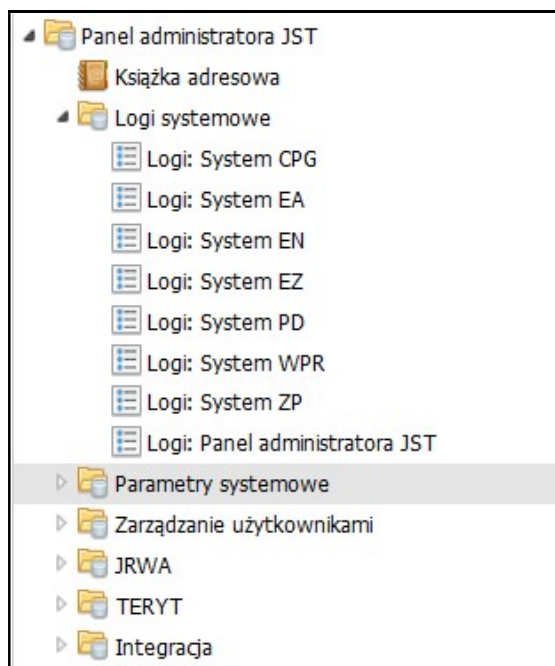 Panel administratora JST
Książka adresowa
Logi systemowe
Logi: System CPG
Logi: System EA
Logi: System EN
Logi: System EZ
Logi: System PD
Logi: System WPR
Logi: System ZP
Logi: Panel administratora JST
Parametry systemowe
Zarządzanie użytkownikami
JRWA
TERYT
Integracja